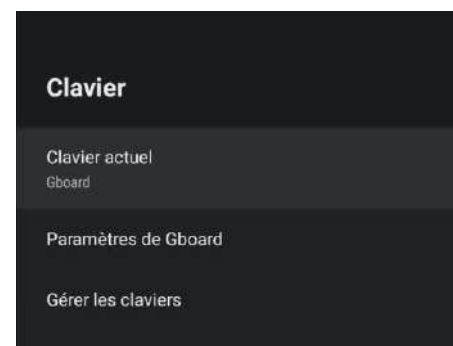 Clavier
Clavier actuel
Gboard
Paramètres de Gboard
Gérer les claviers